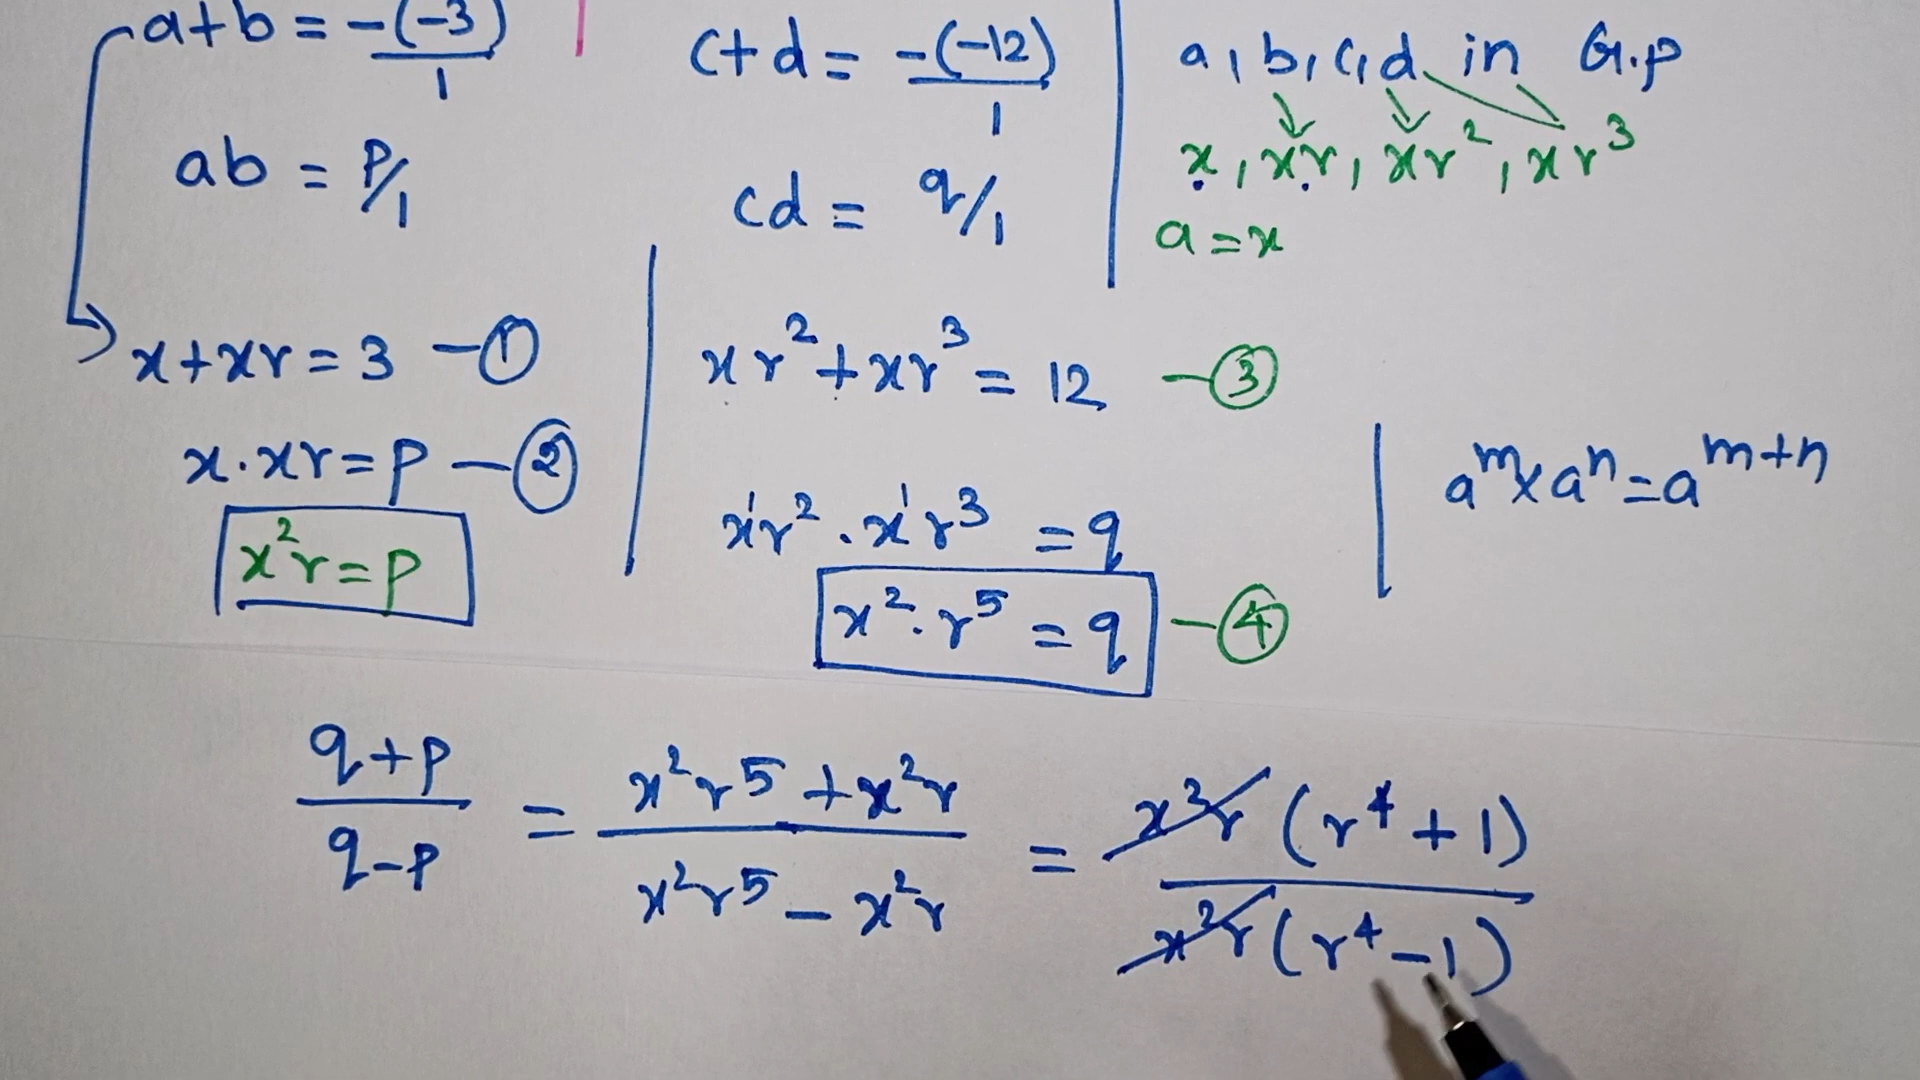 a+b = -(-3)/1
ab = P/1
c+d = -(-12)/1
cd = q/1
a, b, c, d in G.P
x, xr, xr², xr³
a = x
x+xr = 3 — ①
x·xr = P — ②
x²r = P
xr²+xr³ = 12 — ③
x¹r² . x¹r³ = q
x². r⁵ = q — ④
aᵐ×aⁿ = aᵐ⁺ⁿ
(q+p)/(q-p) = (x²r⁵ + x²r)/(x²r⁵ - x²r) = x²r (r⁴ + 1)/x²r (r⁴ - 1)